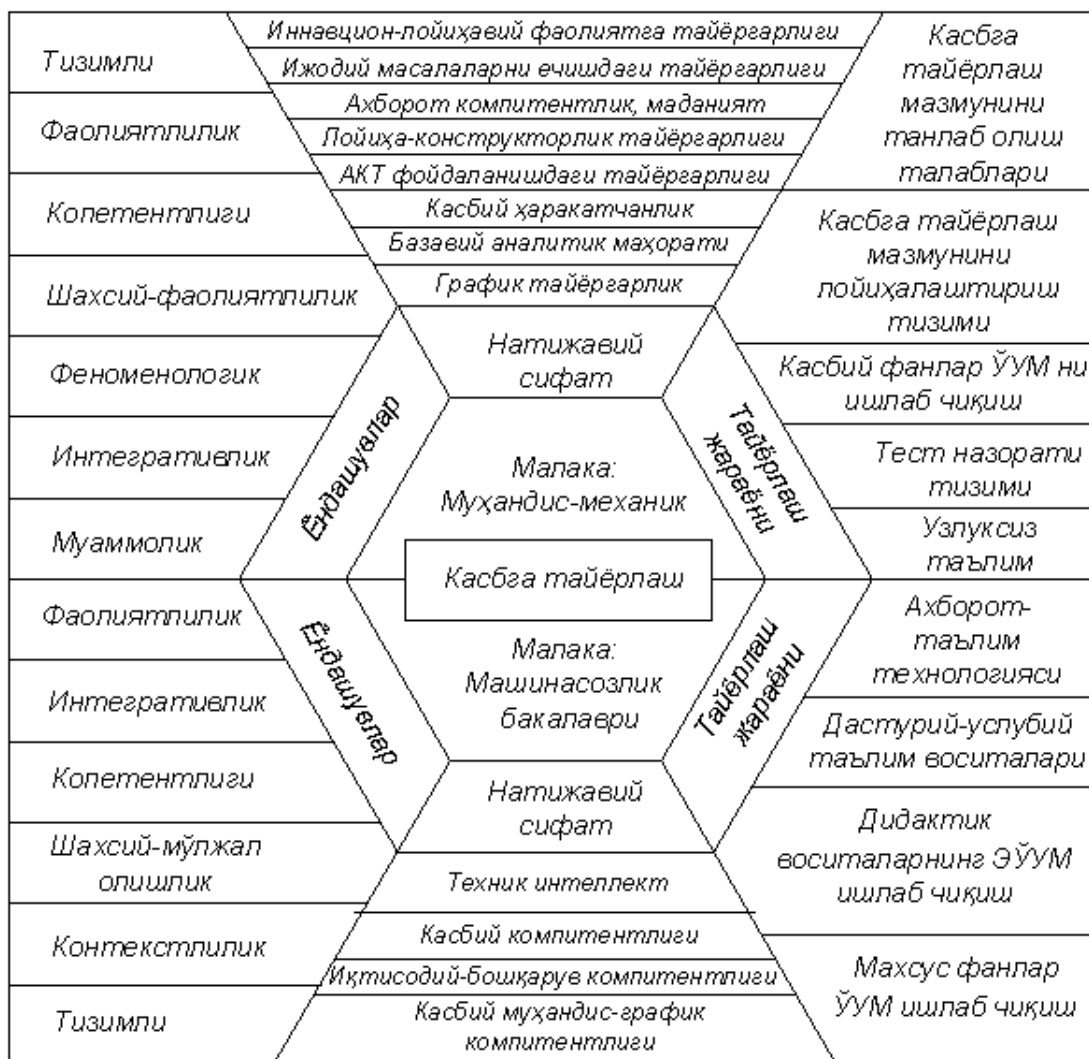 Тизимли
Фаолиятлилик
Копетентлиги
Шахсий-фаолиятлилик
Феноменологик
Интегративлик
Муаммолик
Фаолиятлилик
Интегративлик
Копетентлиги
Шахсий-мўлжал
олишлик
Контекстлилик
Тизимли
Иннавцион-лойиҳавий фаолиятга тайёргарлиги
Ижодий масалаларни ечишдаги тайёргарлиги
Ахборот компитентлик, маданият
Лойиҳа-конструкторлик тайёргарлиги
АКТ фойдаланишдаги тайёргарлиги
Касбий ҳаракатчанлик
Базавий аналитик маҳорати
График тайёргарлик
Натижавий
сифат
Ёндашувлар
Малака:
Муҳандис-механик
Тайёрлаш
жараёни
Касбга тайёрлаш
Ёндашувлар
Малака:
Машинасозлик
бакалаври
Тайёрлаш
жараёни
Натижавий
сифат
Техник интеллект
Касбий компитентлиги
Иқтисодий-бошқарув компитентлиги
Касбий муҳандис-график
компитентлиги
Касбга
тайёрлаш
мазмунини
танлаб олиш
талаблари
Касбга тайёрлаш
мазмунини
лойиҳалаштириш
тизими
Касбий фанлар ЎУМ ни
ишлаб чиқиш
Тест назорати
тизими
Узлуксиз
таълим
Ахборот-
таълим
технологияси
Дастурий-услубий
таълим воситалари
Дидактик
воситаларнинг ЭЎУМ
ишлаб чиқиш
Махсус фанлар
ЎУМ ишлаб чиқиш